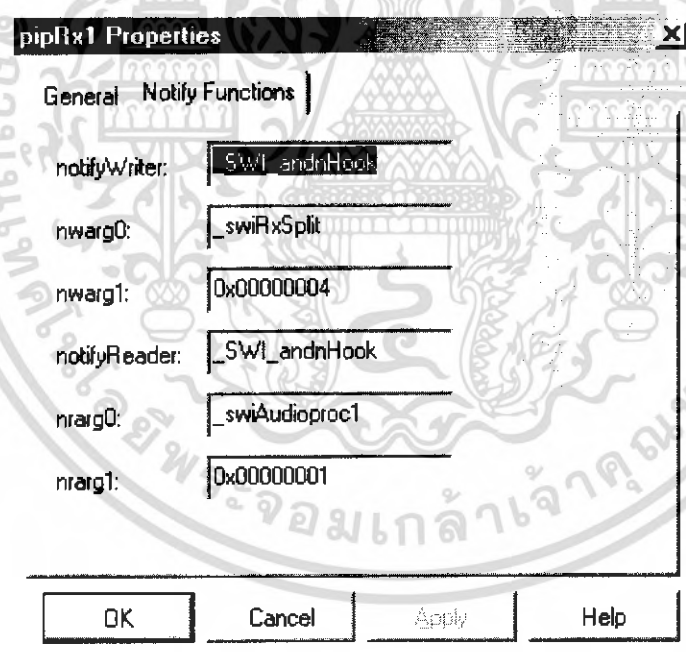 pipRx1 Properties
General Notify Functions
notifyWriter: _SWI_andnHook
nwarg0: _swiRxSplit
nwarg1: 0x00000004
notifyReader: _SWI_andnHook
nrarg0: _swiAudioproc1
nrarg1: 0x00000001
OK Cancel Apply Help